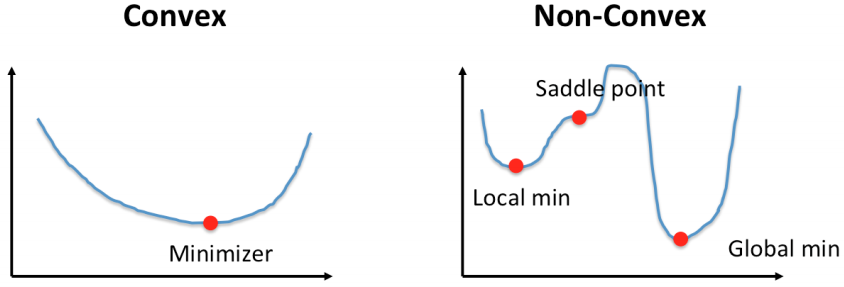 Convex
Minimizer
Non-Convex
Saddle point
Local min
Global min